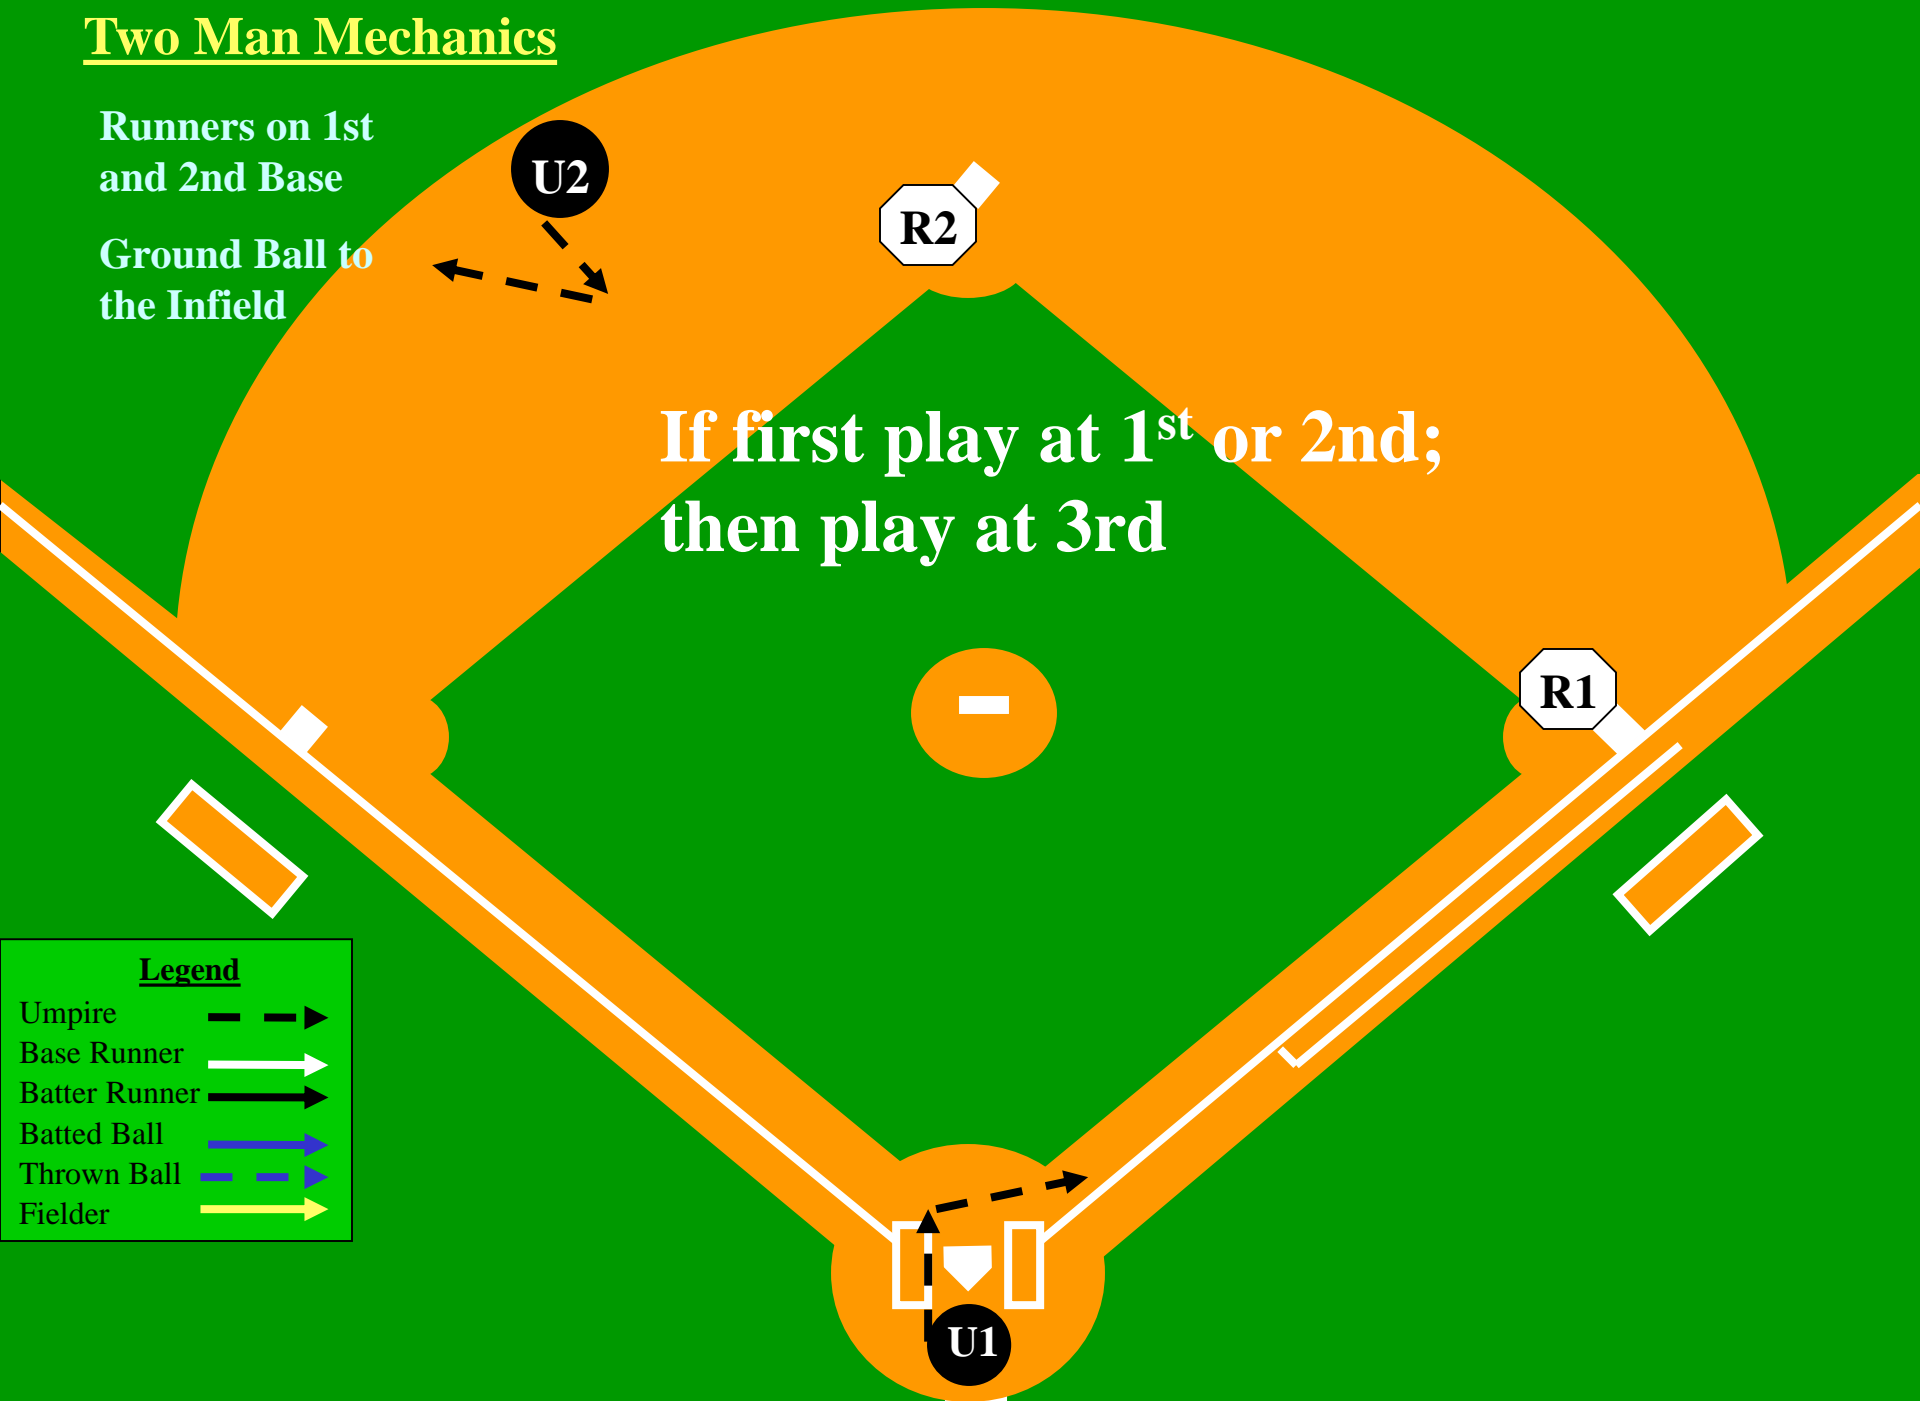 Two Man Mechanics
Runners on 1st
and 2nd Base
Ground Ball to
the Infield
U2
R2
If first play at 1st or 2nd;
then play at 3rd
R1
Legend
Umpire
Base Runner
Batter Runner
Batted Ball
Thrown Ball
Fielder
U1